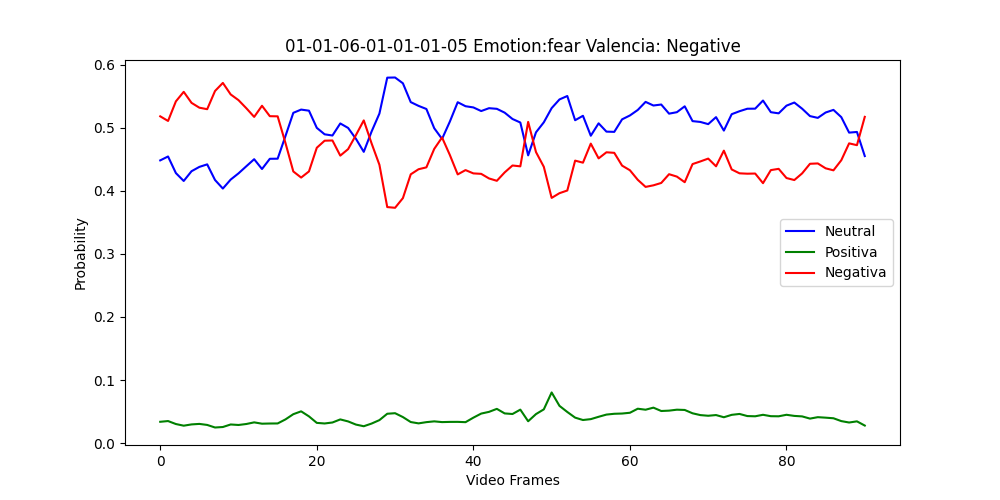 01-01-06-01-01-01-05 Emotion:fear Valencia: Negative
0.6
0.5
0.4
0.3
0.2
0.1
0.0
Probability
Neutral
Positiva
Negativa
0 20 40 60 80
Video Frames